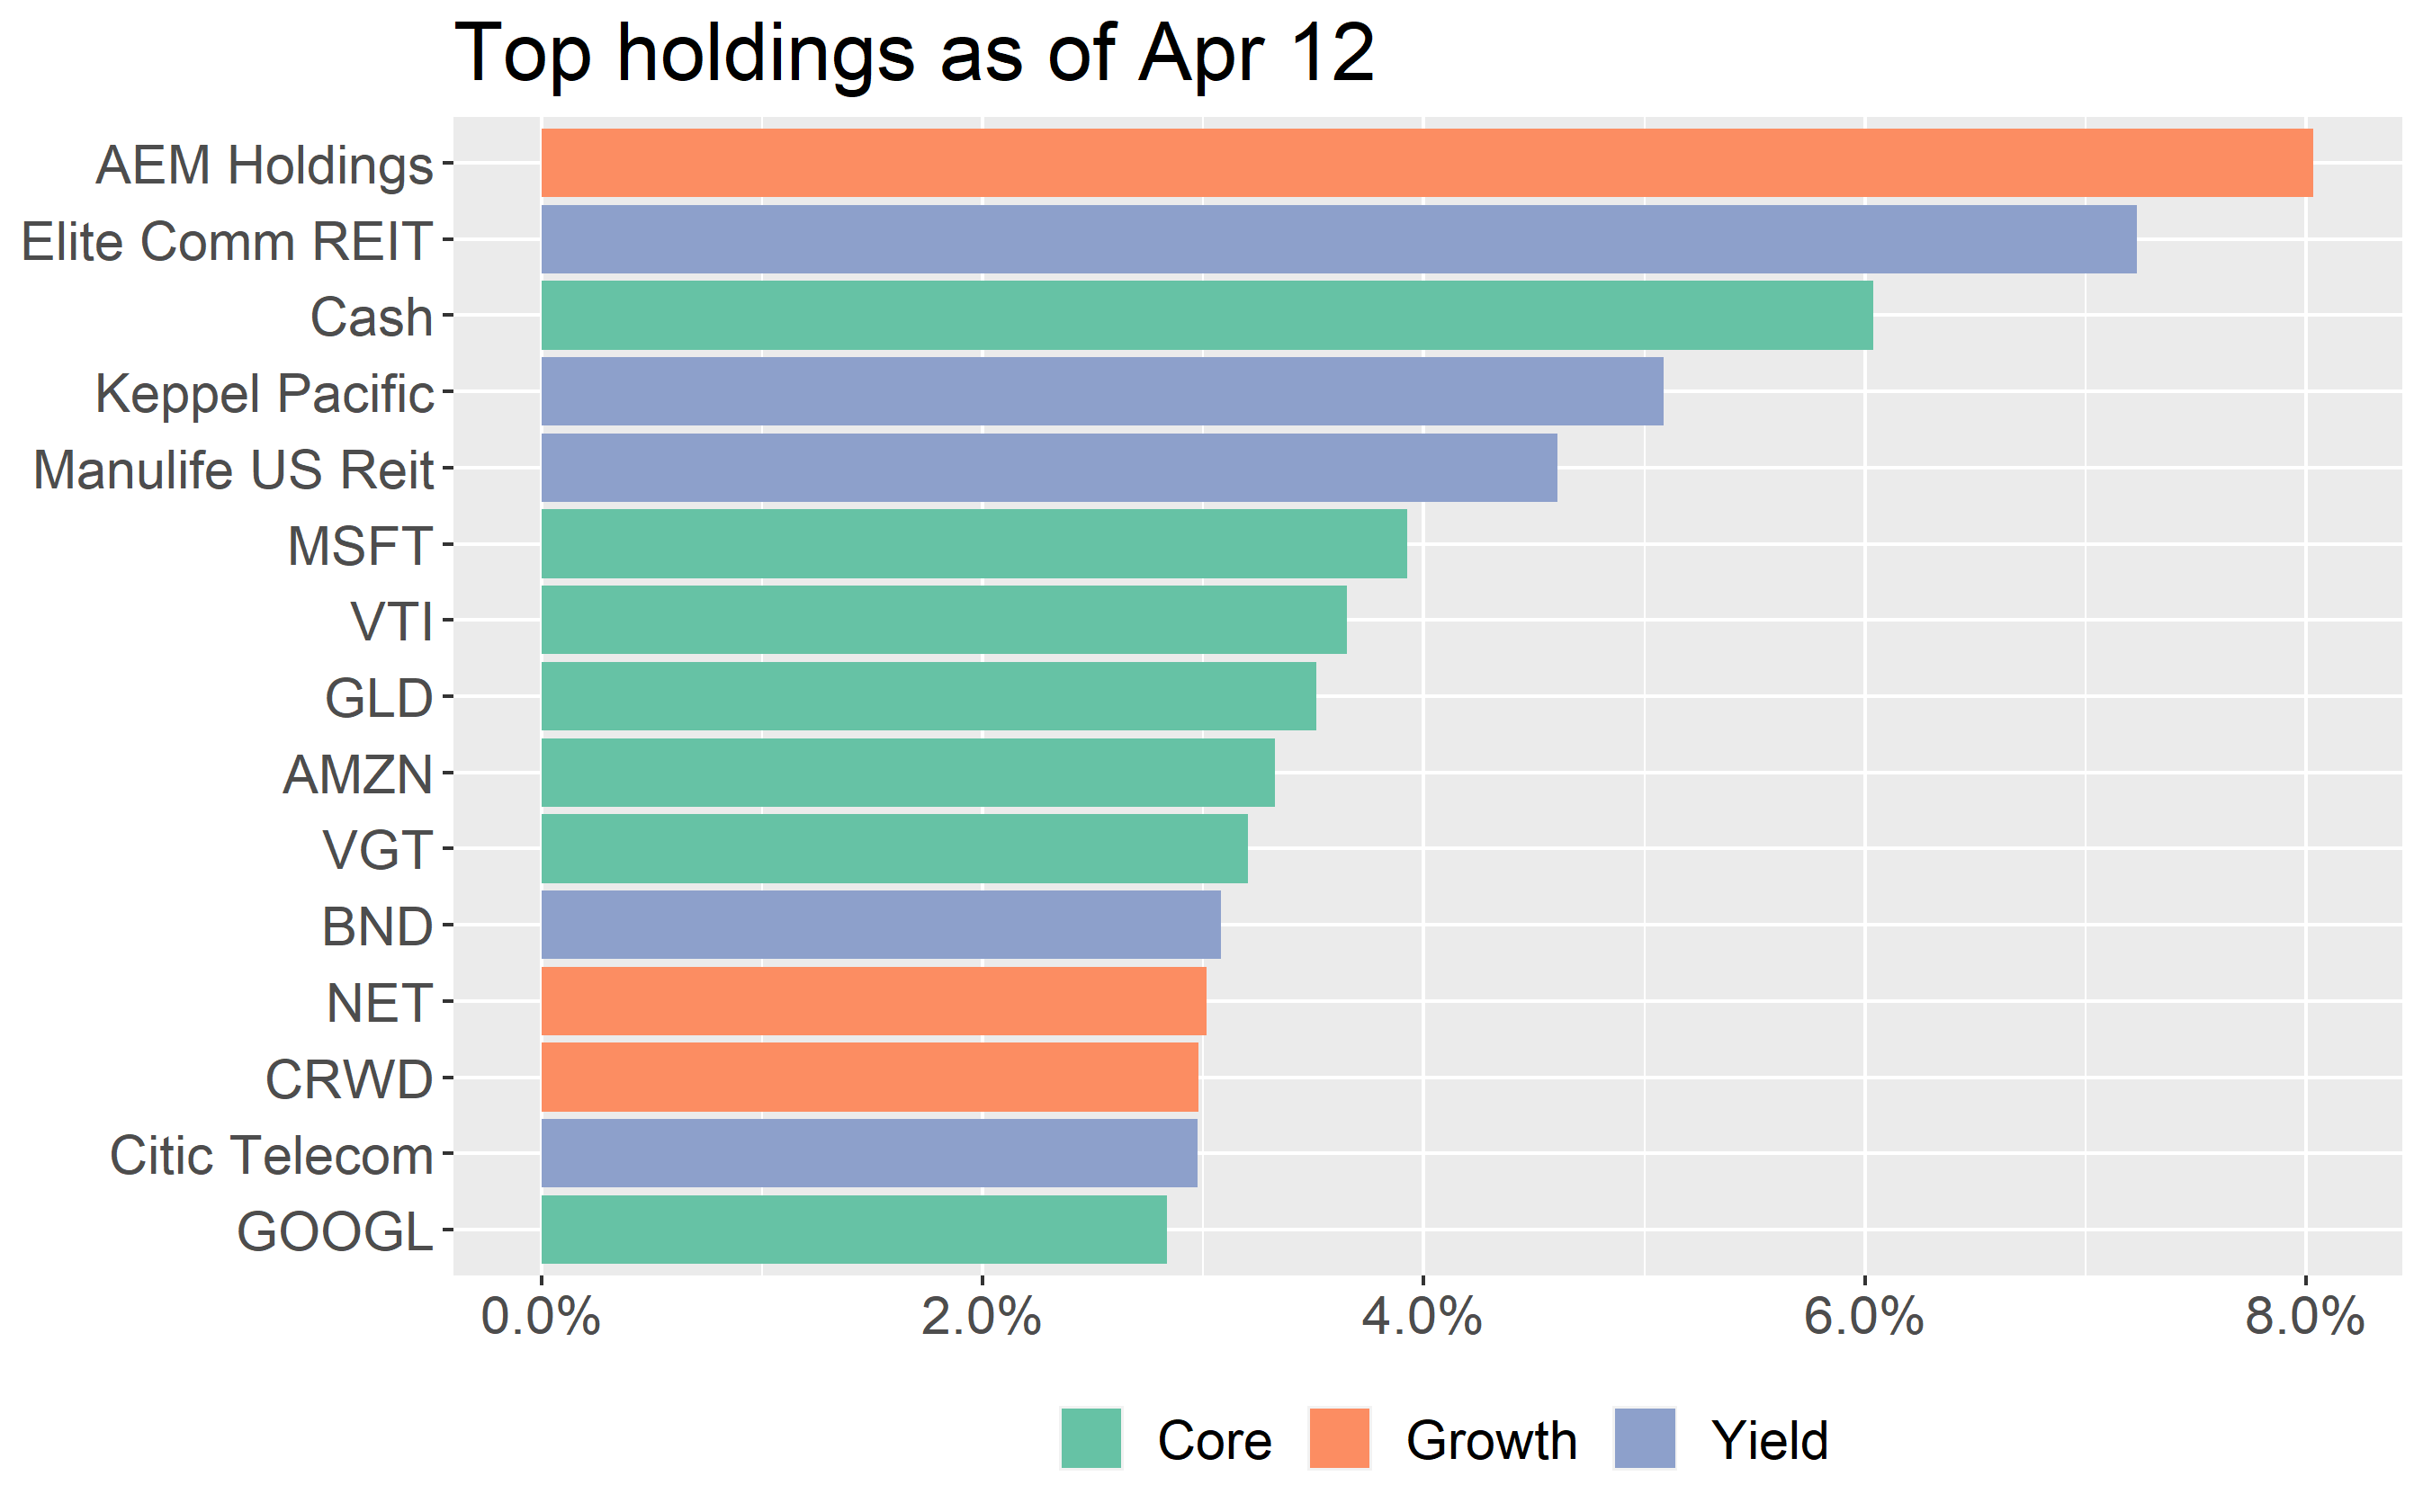 Top holdings as of Apr 12
AEM Holdings
Elite Comm REIT
Cash
Keppel Pacific
Manulife US Reit
MSFT
VTI
GLD
AMZN
VGT
BND
NET
CRWD
Citic Telecom
GOOGL
0.0% 2.0% 4.0% 6.0% 8.0%
Core Growth Yield